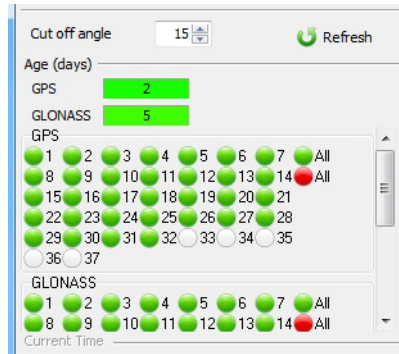 Cut off angle 15 Refresh
Age (days)
GPS 2
GLONASS 5
GPS
1 2 3 4 5 6 7 All
8 9 10 11 12 13 14 All
15 16 17 18 19 20 21
22 23 24 25 26 27 28
29 30 31 32 33 34 35
36 37
GLONASS
1 2 3 4 5 6 7 All
8 9 10 11 12 13 14 All
Current Time